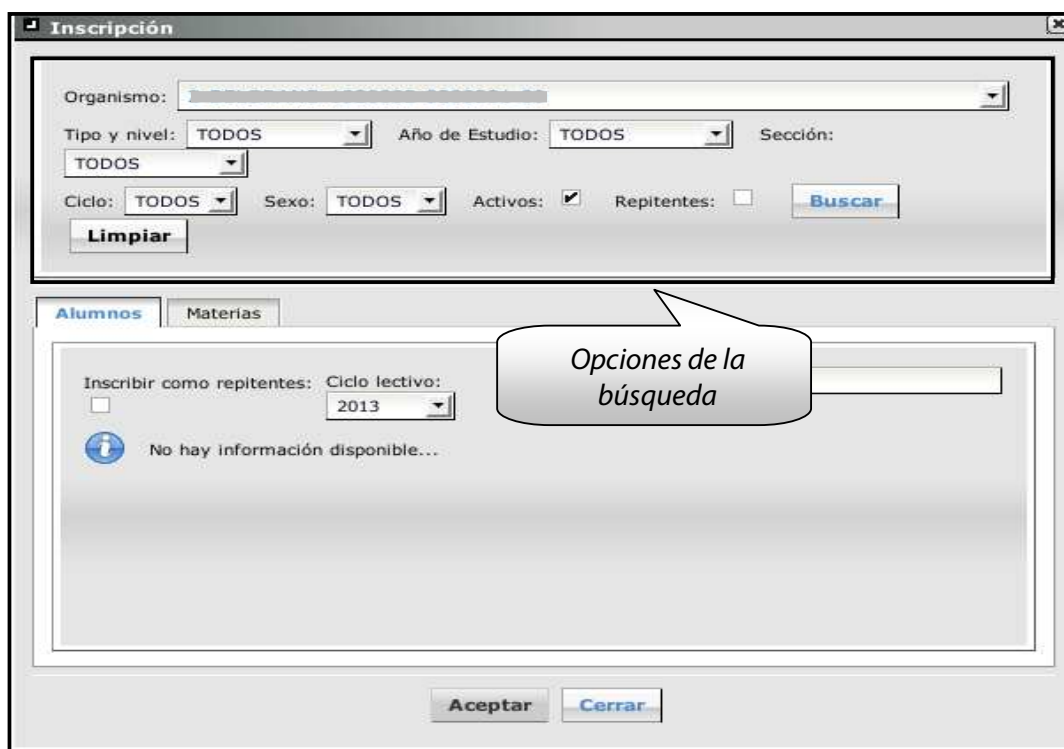 Inscripción
Organismo:
Tipo y nivel: TODOS Año de Estudio: TODOS Sección:
TODOS
Ciclo: TODOS Sexo: TODOS Activos: Repitentes: Buscar
Limpiar
Alumnos Materias
Opciones de la
búsqueda
Inscribir como repitentes: Ciclo lectivo:
2013
No hay información disponible...
Aceptar Cerrar